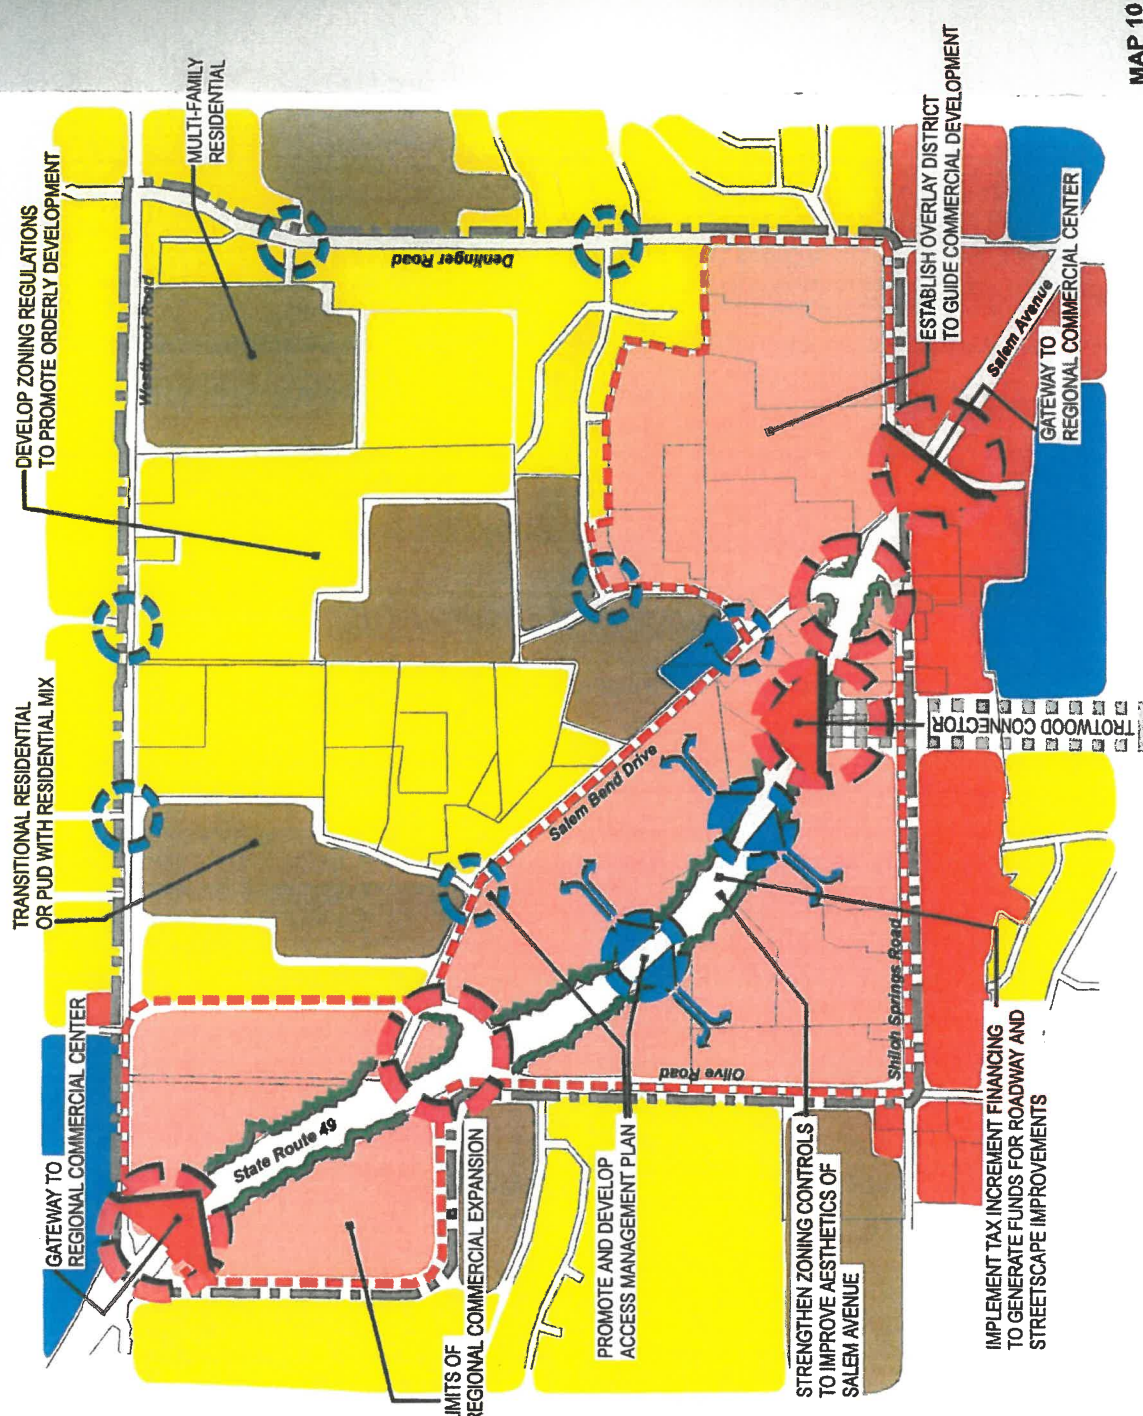 MAP 10
MULTI-FAMILY
RESIDENTIAL
DEVELOP ZONING REGULATIONS
TO PROMOTE ORDERLY DEVELOPMENT
TRANSITIONAL RESIDENTIAL
OR PUD WITH RESIDENTIAL MIX
GATEWAY TO
REGIONAL COMMERCIAL CENTER
Westbrook Road
Denlinger Road
ESTABLISH OVERLAY DISTRICT
TO GUIDE COMMERCIAL DEVELOPMENT
Salem Avenue
GATEWAY TO
REGIONAL COMMERCIAL CENTER
Salem Bend Drive
TROTWOOD CONNECTOR
State Route 49
Olive Road
Shiloh Springs Road
IMITS OF
REGIONAL COMMERCIAL EXPANSION
PROMOTE AND DEVELOP
ACCESS MANAGEMENT PLAN
STRENGTHEN ZONING CONTROLS
TO IMPROVE AESTHETICS OF
SALEM AVENUE
IMPLEMENT TAX INCREMENT FINANCING
TO GENERATE FUNDS FOR ROADWAY AND
STREETSCAPE IMPROVEMENTS